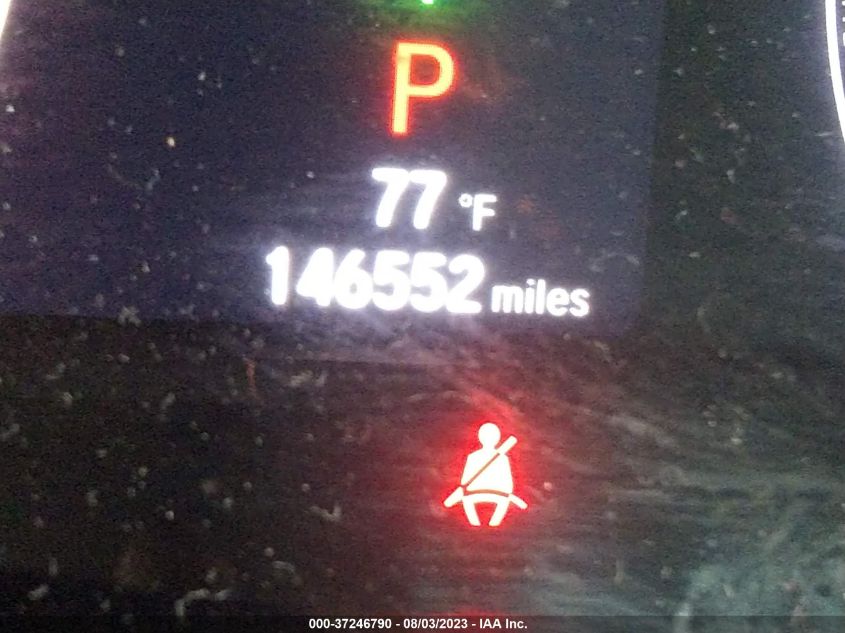 P
77 °F
146552 miles
000-37246790 - 08/03/2023 - IAA Inc.